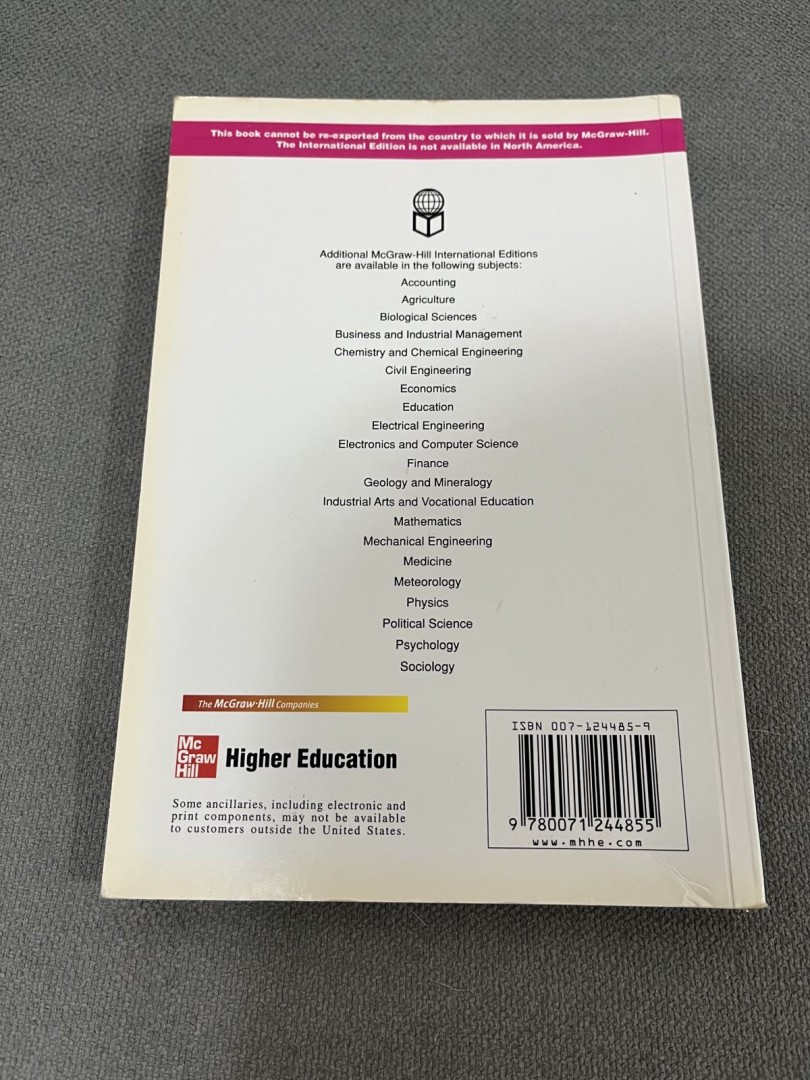 This book cannot be re-exported from the country to which it is sold by McGraw-Hill.
The International Edition is not available in North America.
Additional McGraw-Hill International Editions
are available in the following subjects:
Accounting
Agriculture
Biological Sciences
Business and Industrial Management
Chemistry and Chemical Engineering
Civil Engineering
Economics
Education
Electrical Engineering
Electronics and Computer Science
Finance
Geology and Mineralogy
Industrial Arts and Vocational Education
Mathematics
Mechanical Engineering
Medicine
Meteorology
Physics
Political Science
Psychology
Sociology
The McGraw·Hill Companies
Mc
Graw
Hill
Higher Education
Some ancillaries, including electronic and
print components, may not be available
to customers outside the United States.
ISBN 007-124485-9
9 780071 244855
www.mhhe.com